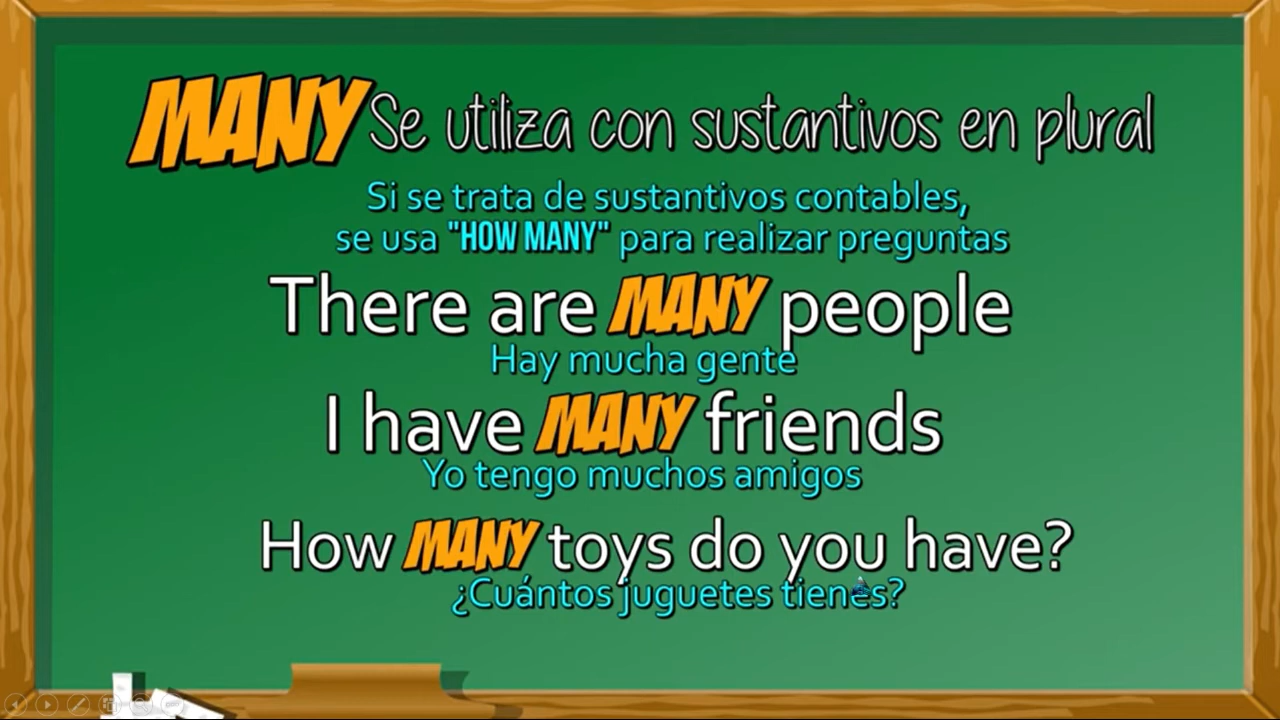 MANY Se utiliza con sustantivos en plural
Si se trata de sustantivos contables,
se usa "HOW MANY" para realizar preguntas
There are MANY people
Hay mucha gente
I have MANY friends
Yo tengo muchos amigos
How MANY toys do you have?
¿Cuántos juguetes tienes?